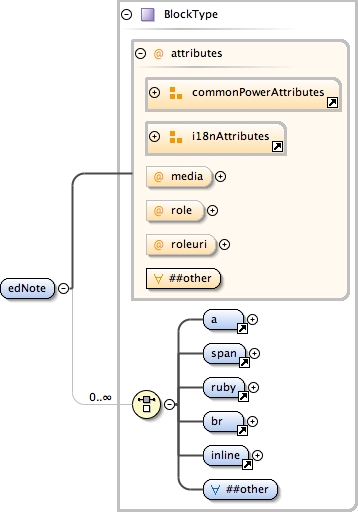 BlockType
@ attributes
commonPowerAttributes
i18nAttributes
@ media
@ role
@ roleuri
∀ ##other
edNote
0..∞
a
span
ruby
br
inline
∀ ##other